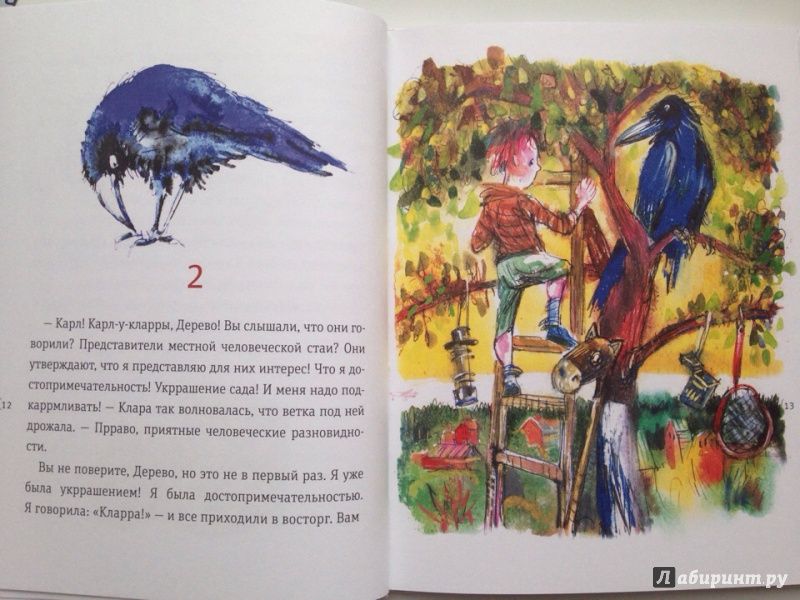 2
— Карл! Карл-у-кларры, Дерево! Вы слышали, что они го-
ворили? Представители местной человеческой стаи? Они
утверждают, что я представляю для них интерес! Что я до-
стопримечательность! Укррашение сада! И меня надо под-
каррмливать! — Клара так волновалась, что ветка под ней
дрожала. — Прраво, приятные человеческие разновидно-
сти.
Вы не поверите, Дерево, но это не в первый раз. Я уже
была укррашением! Я была достопримечательностью.
Я говорила: «Кларра!» — и все приходили в восторг. Вам
12
13
Лабиринт.ру